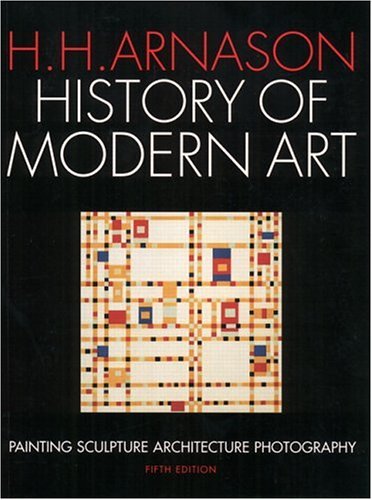 H.H.ARNASON
HISTORY OF
MODERN ART
PAINTING SCULPTURE ARCHITECTURE PHOTOGRAPHY
FIFTH EDITION